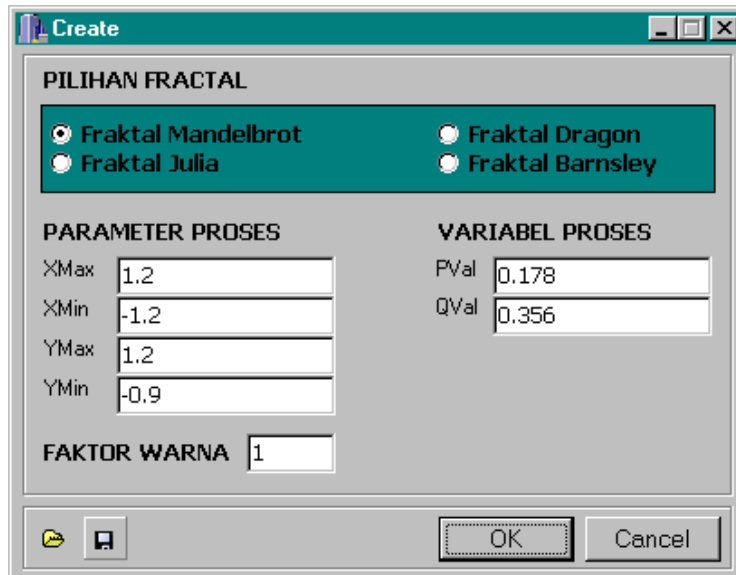 Create
PILIHAN FRACTAL
Fraktal Mandelbrot
Fraktal Dragon
Fraktal Julia
Fraktal Barnsley
PARAMETER PROSES
XMax 1.2
XMin -1.2
YMax 1.2
YMin -0.9
VARIABEL PROSES
PVal 0.178
QVal 0.356
FAKTOR WARNA 1
OK
Cancel